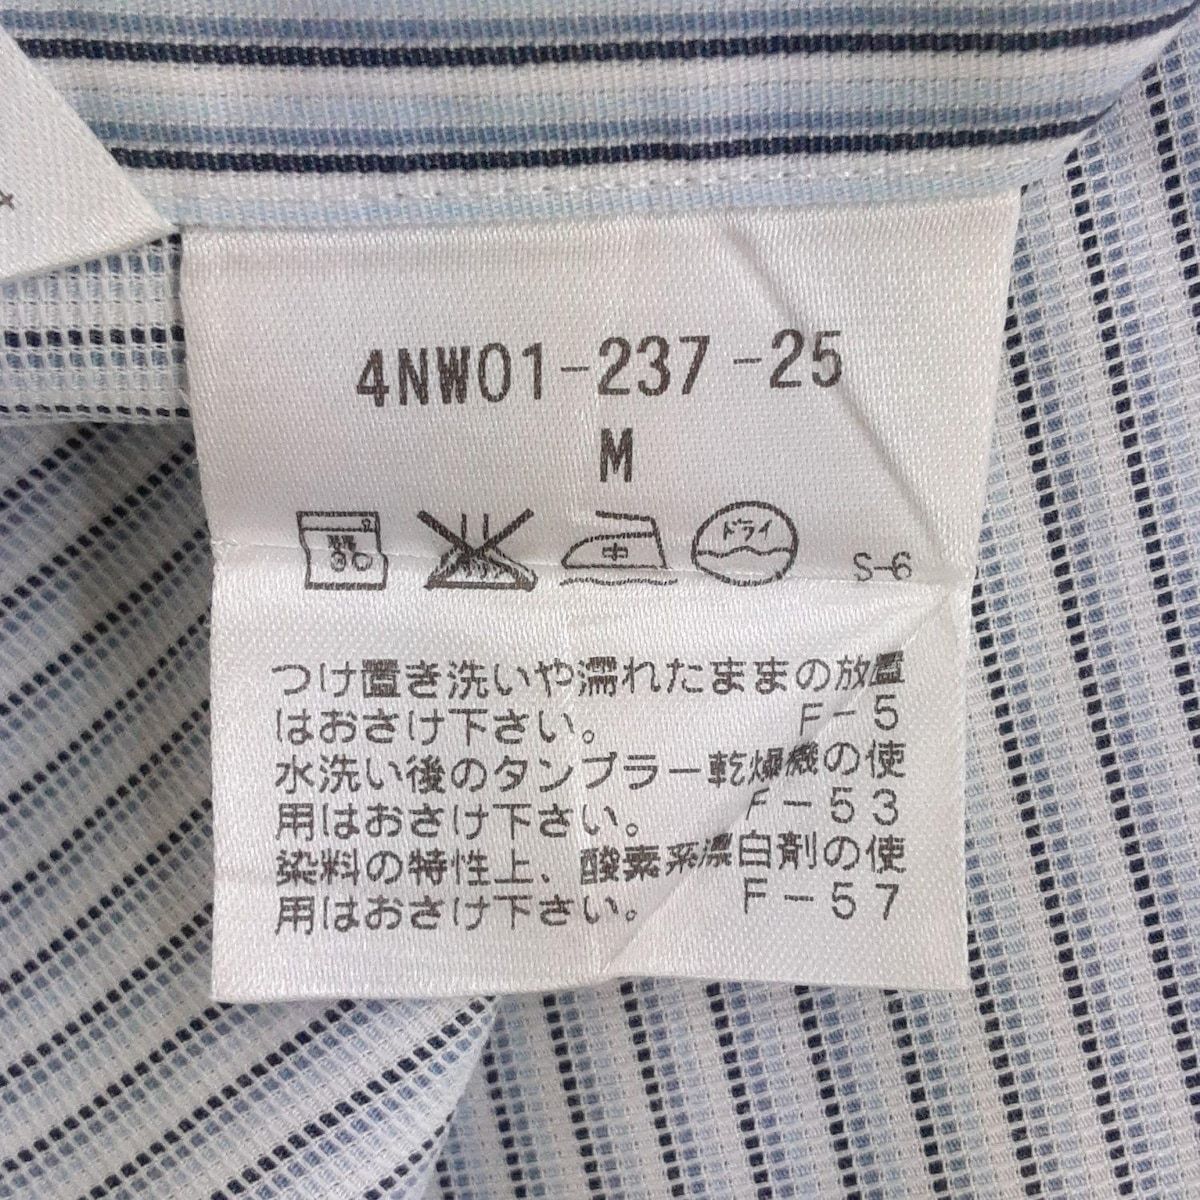 4NW01-237-25
M
30 中 ドライ S-6
つけ置き洗いや濡れたままの放置
はおさけ下さい。 F-5
水洗い後のタンブラー乾燥機の使
用はおさけ下さい。 F-53
染料の特性上、酸素系漂白剤の使
用はおさけ下さい。 F-57